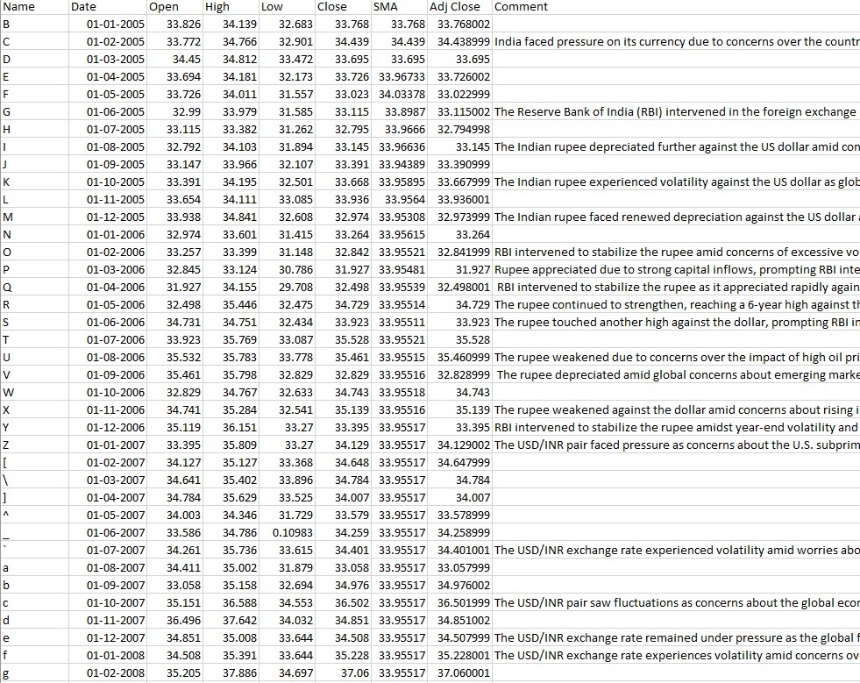 Name Date Open High Low Close SMA Adj Close Comment
B 01-01-2005 33.826 34.139 32.683 33.768 33.768 33.768002
C 01-02-2005 33.772 34.766 32.901 34.439 34.439 34.438999 India faced pressure on its currency due to concerns over the countr
D 01-03-2005 34.45 34.812 33.472 33.695 33.695 33.695
E 01-04-2005 33.694 34.181 32.173 33.726 33.96733 33.726002
F 01-05-2005 33.726 34.011 31.557 33.023 34.03378 33.022999
G 01-06-2005 32.99 33.979 31.585 33.115 33.8987 33.115002 The Reserve Bank of India (RBI) intervened in the foreign exchange
H 01-07-2005 33.115 33.382 31.262 32.795 33.9666 32.794998
I 01-08-2005 32.792 34.103 31.894 33.145 33.96636 33.145 The Indian rupee depreciated further against the US dollar amid con
J 01-09-2005 33.147 33.966 32.107 33.391 33.94389 33.390999
K 01-10-2005 33.391 34.195 32.501 33.668 33.95895 33.667999 The Indian rupee experienced volatility against the US dollar as glob
L 01-11-2005 33.654 34.111 33.085 33.936 33.9564 33.936001
M 01-12-2005 33.938 34.841 32.608 32.974 33.95308 32.973999 The Indian rupee faced renewed depreciation against the US dollar a
N 01-01-2006 32.974 33.601 31.415 33.264 33.95615 33.264
O 01-02-2006 33.257 33.399 31.148 32.842 33.95521 32.841999 RBI intervened to stabilize the rupee amid concerns of excessive vo
P 01-03-2006 32.845 33.124 30.786 31.927 33.95481 31.927 Rupee appreciated due to strong capital inflows, prompting RBI inte
Q 01-04-2006 31.927 34.155 29.708 32.498 33.95539 32.498001 RBI intervened to stabilize the rupee as it appreciated rapidly again
R 01-05-2006 32.498 35.446 32.475 34.729 33.95514 34.729 The rupee continued to strengthen, reaching a 6-year high against th
S 01-06-2006 34.731 34.751 32.434 33.923 33.95511 33.923 The rupee touched another high against the dollar, prompting RBI in
T 01-07-2006 33.923 35.769 33.087 35.528 33.95521 35.528
U 01-08-2006 35.532 35.783 33.778 35.461 33.95515 35.460999 The rupee weakened due to concerns over the impact of high oil pri
V 01-09-2006 35.461 35.798 32.829 32.829 33.95516 32.828999 The rupee depreciated amid global concerns about emerging marke
W 01-10-2006 32.829 34.767 32.633 34.743 33.95518 34.743
X 01-11-2006 34.741 35.284 32.541 35.139 33.95516 35.139 The rupee weakened against the dollar amid concerns about rising i
Y 01-12-2006 35.119 36.151 33.27 33.395 33.95517 33.395 RBI intervened to stabilize the rupee amidst year-end volatility and
Z 01-01-2007 33.395 35.809 33.27 34.129 33.95517 34.129002 The USD/INR pair faced pressure as concerns about the U.S. subprim
[ 01-02-2007 34.127 35.127 33.368 34.648 33.95517 34.647999
\ 01-03-2007 34.641 35.402 33.896 34.784 33.95517 34.784
] 01-04-2007 34.784 35.629 33.525 34.007 33.95517 34.007
^ 01-05-2007 34.003 34.346 31.729 33.579 33.95517 33.578999
_ 01-06-2007 33.586 34.786 0.10983 34.259 33.95517 34.258999
` 01-07-2007 34.261 35.736 33.615 34.401 33.95517 34.401001 The USD/INR exchange rate experienced volatility amid worries abo
a 01-08-2007 34.411 35.002 31.879 33.058 33.95517 33.057999
b 01-09-2007 33.058 35.158 32.694 34.976 33.95517 34.976002
c 01-10-2007 35.151 36.588 34.553 36.502 33.95517 36.501999 The USD/INR pair saw fluctuations as concerns about the global econ
d 01-11-2007 36.496 37.642 34.032 34.851 33.95517 34.851002
e 01-12-2007 34.851 35.008 33.644 34.508 33.95517 34.507999 The USD/INR exchange rate remained under pressure as the global f
f 01-01-2008 34.508 35.391 33.644 35.228 33.95517 35.228001 The USD/INR exchange rate experiences volatility amid concerns ov
g 01-02-2008 35.205 37.886 34.697 37.06 33.95517 37.060001